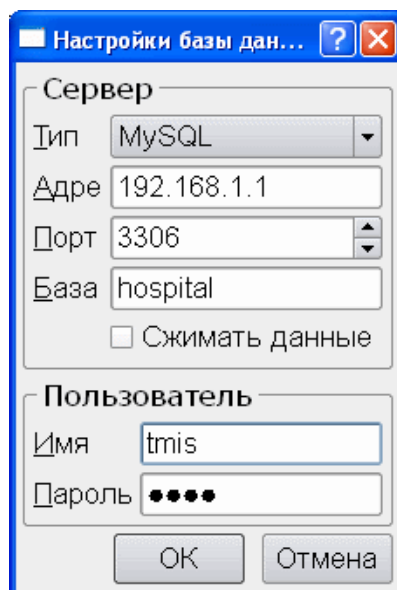 Настройки базы дан...
Сервер
Тип MySQL
Адре 192.168.1.1
Порт 3306
База hospital
Сжимать данные
Пользователь
Имя tmis
Пароль ●●●●
ОК Отмена